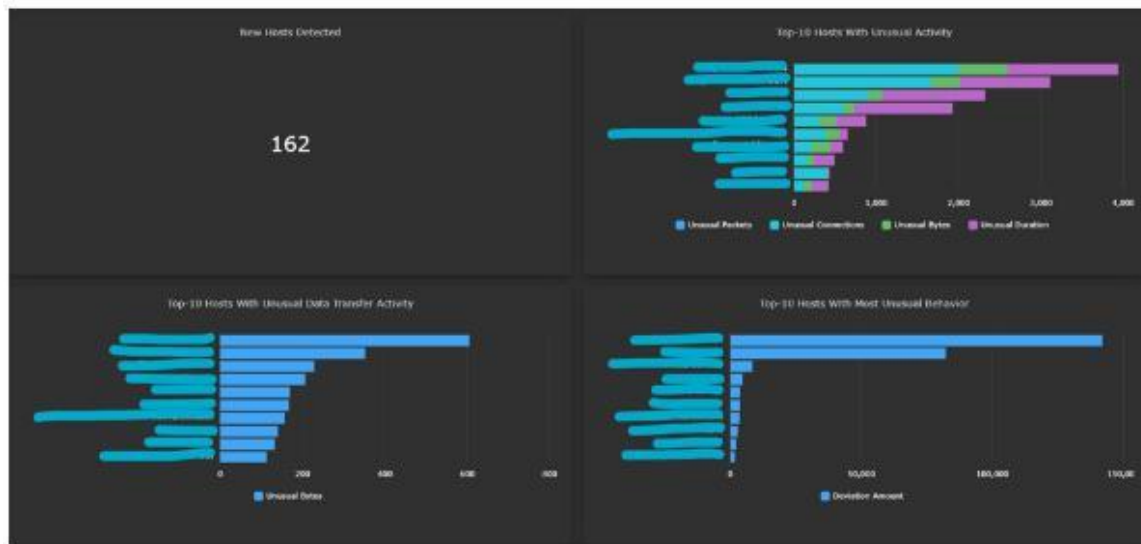 New Hosts Detected
162
Top-10 Hosts With Unusual Activity
0 1,000 2,000 3,000 4,000
Unusual Packets Unusual Connections Unusual Bytes Unusual Duration
Top-10 Hosts With Unusual Data Transfer Activity
0 200 400 600 800
Unusual Bytes
Top-10 Hosts With Most Unusual Behavior
0 50,000 100,000 150,00
Deviation Amount